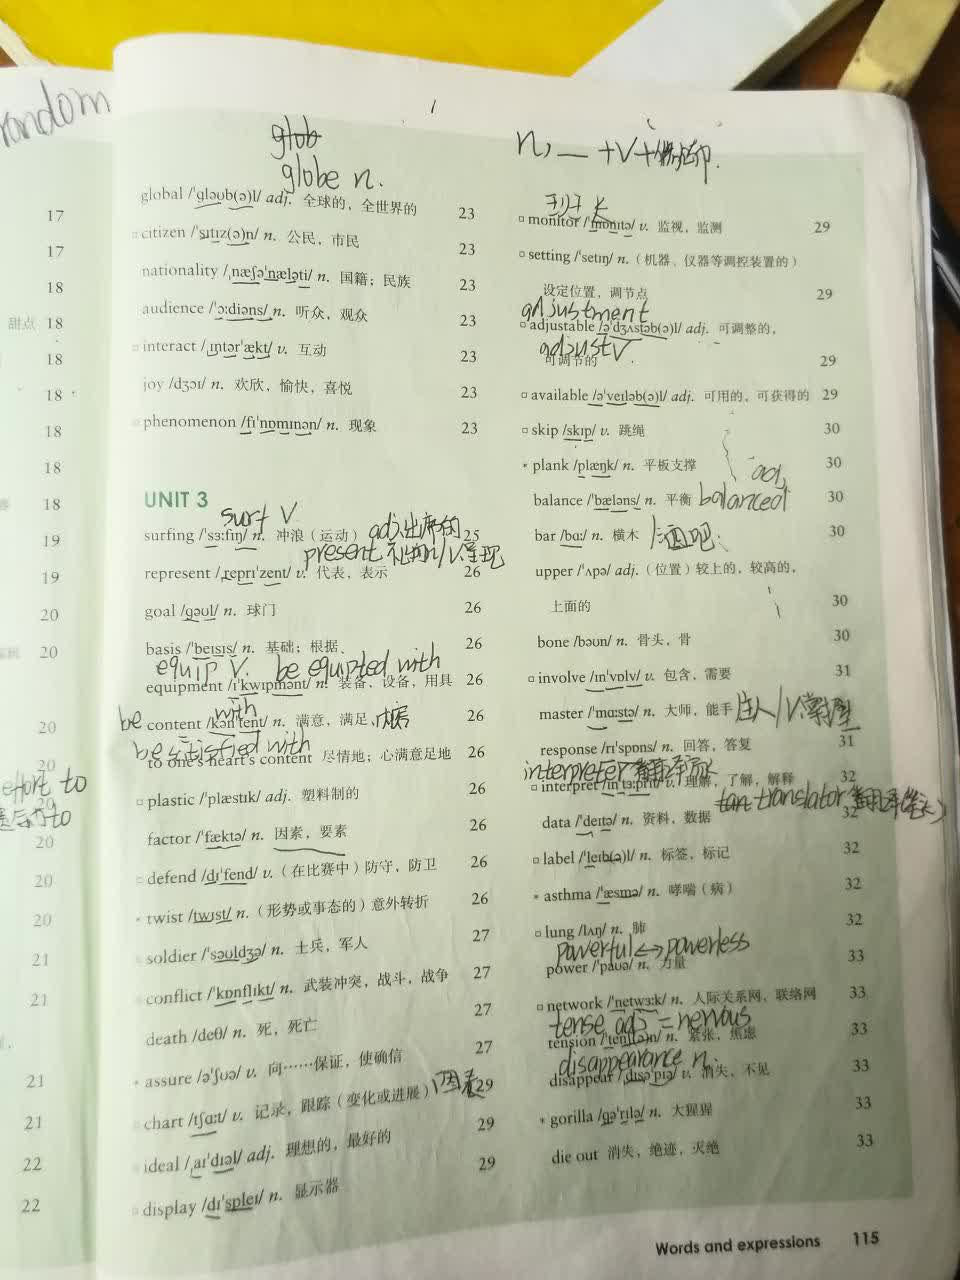 random
17
17
18
甜点 18
18
18
18
18
18
19
19
20
20
20
20
effort to
20
to
20
20
20
21
21
21
21
22
22
glob
globe n.
global /ˈɡləʊb(ə)l/ adj. 全球的，全世界的 23
citizen /ˈsɪtɪz(ə)n/ n. 公民，市民 23
nationality /ˌnæʃəˈnæləti/ n. 国籍；民族 23
audience /ˈɔːdiəns/ n. 听众，观众 23
interact /ˌɪntərˈækt/ v. 互动 23
joy /dʒɔɪ/ n. 欢欣，愉快，喜悦 23
phenomenon /fɪˈnɒmɪnən/ n. 现象 23
UNIT 3
surf V
surfing /ˈsɜːfɪŋ/ n. 冲浪（运动） 25
adj.出席的
present 礼物n/V.呈现
represent /ˌreprɪˈzent/ v. 代表，表示 26
goal /ɡəʊl/ n. 球门 26
basis /ˈbeɪsɪs/ n. 基础；根据 26
equip V. be equipted with
equipment /ɪˈkwɪpmənt/ n. 装备，设备，用具 26
be with
content /kənˈtent/ n. 满意，满足 26
be satisfied with
to one's heart's content 尽情地；心满意足地 26
plastic /ˈplæstɪk/ adj. 塑料制的 26
factor /ˈfæktə/ n. 因素，要素 26
defend /dɪˈfend/ v.（在比赛中）防守，防卫 26
* twist /twɪst/ n.（形势或事态的）意外转折 26
soldier /ˈsəʊldʒə/ n. 士兵，军人 27
conflict /ˈkɒnflɪkt/ n. 武装冲突，战斗，战争 27
death /deθ/ n. 死，死亡 27
* assure /əˈʃʊə/ v. 向……保证，使确信 27
chart /tʃɑːt/ v. 记录，跟踪（变化或进展） 29
ideal /ˌaɪˈdɪəl/ adj. 理想的，最好的 29
display /dɪˈspleɪ/ n. 显示器 29
monitor /ˈmɒnɪtə/ v. 监视，监测 29
setting /ˈsetɪŋ/ n.（机器、仪器等调控装置的）
设定位置，调节点 29
adjustment
adjustable /əˈdʒʌstəb(ə)l/ adj. 可调整的，
adjust V
可调节的 29
available /əˈveɪləb(ə)l/ adj. 可用的，可获得的 29
skip /skɪp/ v. 跳绳 30
* plank /plæŋk/ n. 平板支撑 30
adj.
balance /ˈbæləns/ n. 平衡 balanced 30
bar /bɑː/ n. 横木 /酒吧 30
upper /ˈʌpə/ adj.（位置）较上的，较高的，
上面的 30
bone /bəʊn/ n. 骨头，骨 30
involve /ɪnˈvɒlv/ v. 包含，需要 31
master /ˈmɑːstə/ n. 大师，能手 主人/V.掌握
response /rɪˈspɒns/ n. 回答，答复 31
interpreter 翻译家
interpret /ɪnˈtɜːprɪt/ v. 理解，了解，解释 32
translator 翻译
data /ˈdeɪtə/ n. 资料，数据 32
label /ˈleɪb(ə)l/ n. 标签，标记 32
* asthma /ˈæsmə/ n. 哮喘（病） 32
lung /lʌŋ/ n. 肺 32
powerful ↔ powerless
power /ˈpaʊə/ n. 力量 33
network /ˈnetwɜːk/ n. 人际关系网，联络网 33
tense adj = nervous
tension /ˈtenʃ(ə)n/ n. 紧张，焦虑 33
disappearance n.
disappear /ˌdɪsəˈpɪə/ v. 消失，不见 33
* gorilla /ɡəˈrɪlə/ n. 大猩猩 33
die out 消失，绝迹，灭绝 33
Words and expressions 115